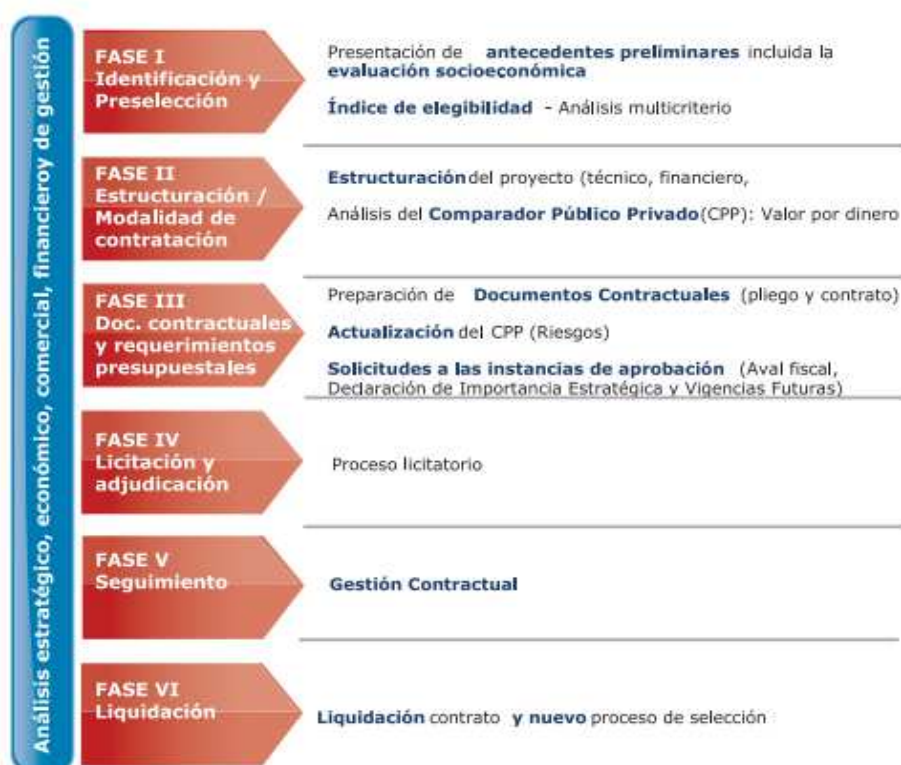 Análisis estratégico, económico, comercial, financieroy de gestión
FASE I
Identificación y
Preselección
Presentación de antecedentes preliminares incluida la
evaluación socioeconómica
Índice de elegibilidad - Análisis multicriterio
FASE II
Estructuración /
Modalidad de
contratación
Estructuración del proyecto (técnico, financiero,
Análisis del Comparador Público Privado(CPP): Valor por dinero
FASE III
Doc. contractuales
y requerimientos
presupuestales
Preparación de Documentos Contractuales (pliego y contrato)
Actualización del CPP (Riesgos)
Solicitudes a las instancias de aprobación (Aval fiscal,
Declaración de Importancia Estratégica y Vigencias Futuras)
FASE IV
Licitación y
adjudicación
Proceso licitatorio
FASE V
Seguimiento
Gestión Contractual
FASE VI
Liquidación
Liquidación contrato y nuevo proceso de selección